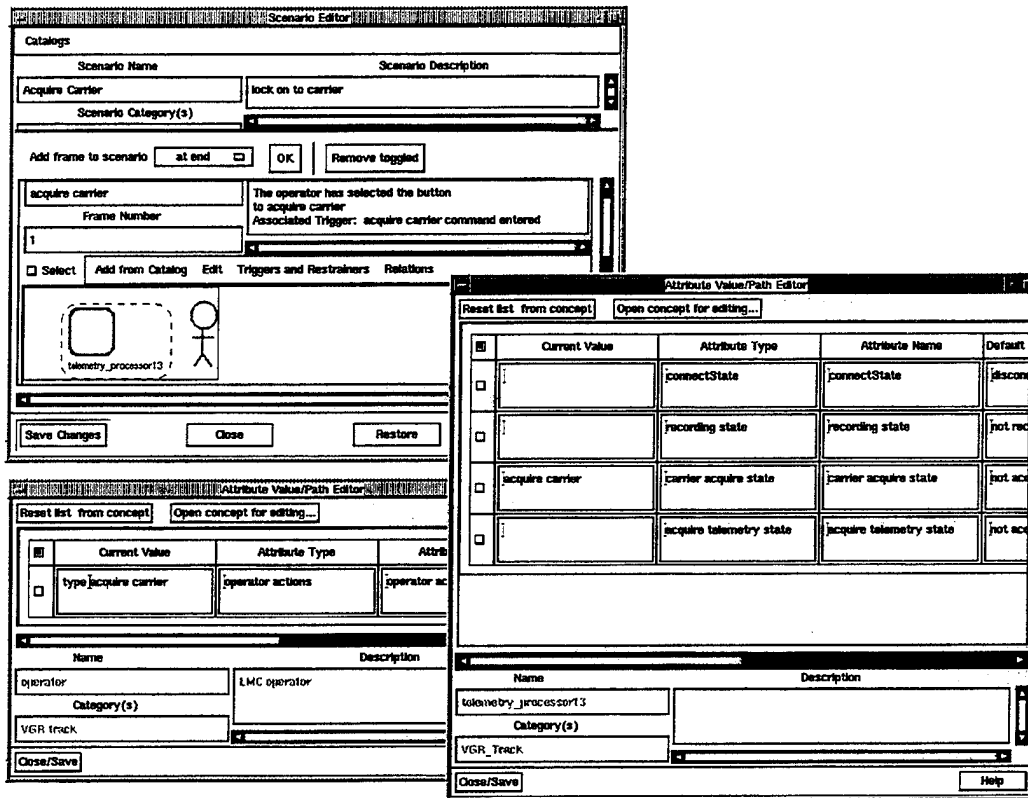 Scenario Editor
Catalogs
Scenario Name
Scenario Description
Acquire Carrier
lock on to carrier
Scenario Category(s)
Add frame to scenario
at end
OK
Remove toggled
acquire carrier
The operator has selected the button
to acquire carrier
Associated Trigger: acquire carrier command entered
Frame Number
1
Select
Add from Catalog
Edit
Triggers and Restrainers
Relations
telemetry_processor13
Save Changes
Close
Restore
Attribute Value/Path Editor
Reset list from concept
Open concept for editing...
Current Value
Attribute Type
Attrib
type acquire carrier
operator actions
operator ac
Name
Description
operator
LMC operator
Category(s)
VGR track
Close/Save
Attribute Value/Path Editor
Reset list from concept
Open concept for editing...
Current Value
Attribute Type
Attribute Name
Default
connectState
connectState
discon
recording state
recording state
not rec
acquire carrier
carrier acquire state
carrier acquire state
not acq
acquire telemetry state
acquire telemetry state
not acq
Name
Description
telemetry_processor13
Category(s)
VGR_Track
Close/Save
Help